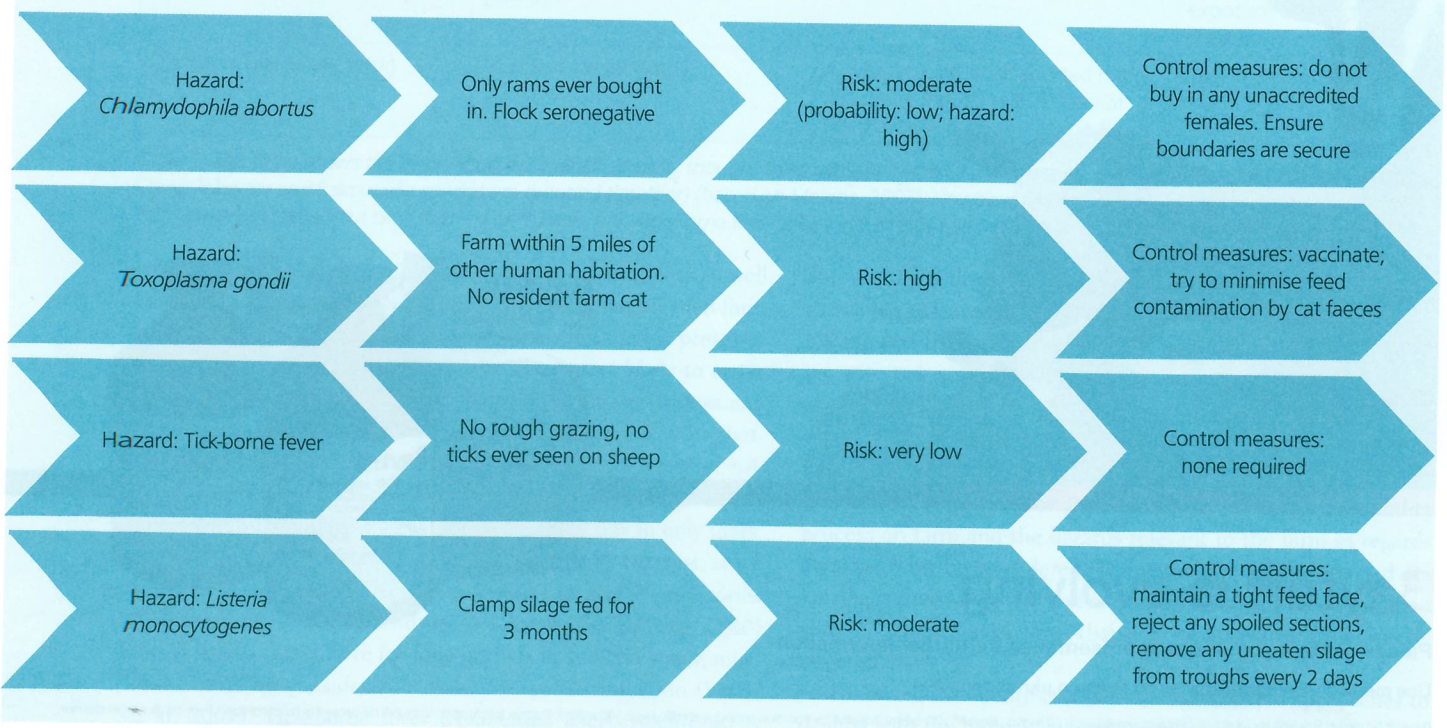 Hazard:
Chlamydophila abortus
Only rams ever bought
in. Flock seronegative
Risk: moderate
(probability: low; hazard:
high)
Control measures: do not
buy in any unaccredited
females. Ensure
boundaries are secure
Hazard:
Toxoplasma gondii
Farm within 5 miles of
other human habitation.
No resident farm cat
Risk: high
Control measures: vaccinate;
try to minimise feed
contamination by cat faeces
Hazard: Tick-borne fever
No rough grazing, no
ticks ever seen on sheep
Risk: very low
Control measures:
none required
Hazard: Listeria
monocytogenes
Clamp silage fed for
3 months
Risk: moderate
Control measures:
maintain a tight feed face,
reject any spoiled sections,
remove any uneaten silage
from troughs every 2 days